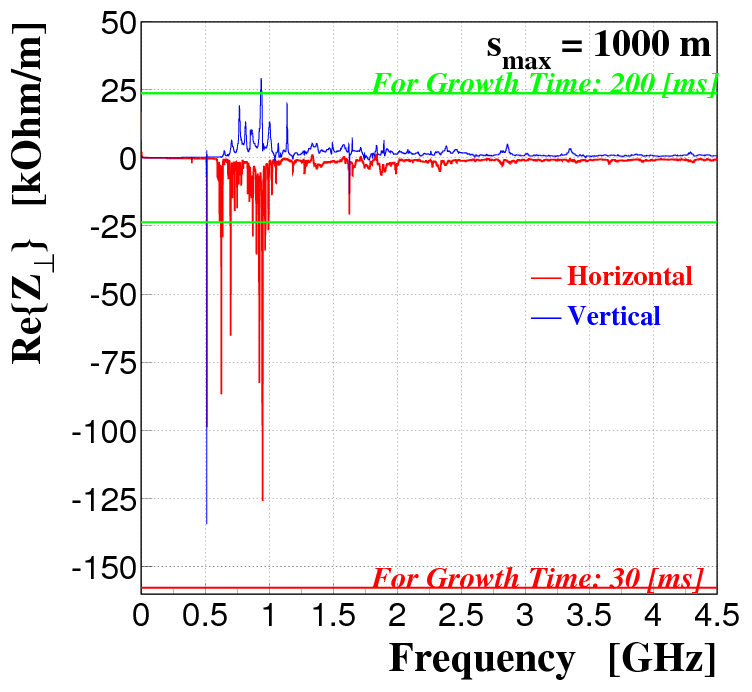 s_max = 1000 m
For Growth Time: 200 [ms]
Re{Z⊥} [kOhm/m]
50
25
0
-25
-50
-75
-100
-125
-150
Horizontal
Vertical
For Growth Time: 30 [ms]
0 0.5 1 1.5 2 2.5 3 3.5 4 4.5
Frequency [GHz]